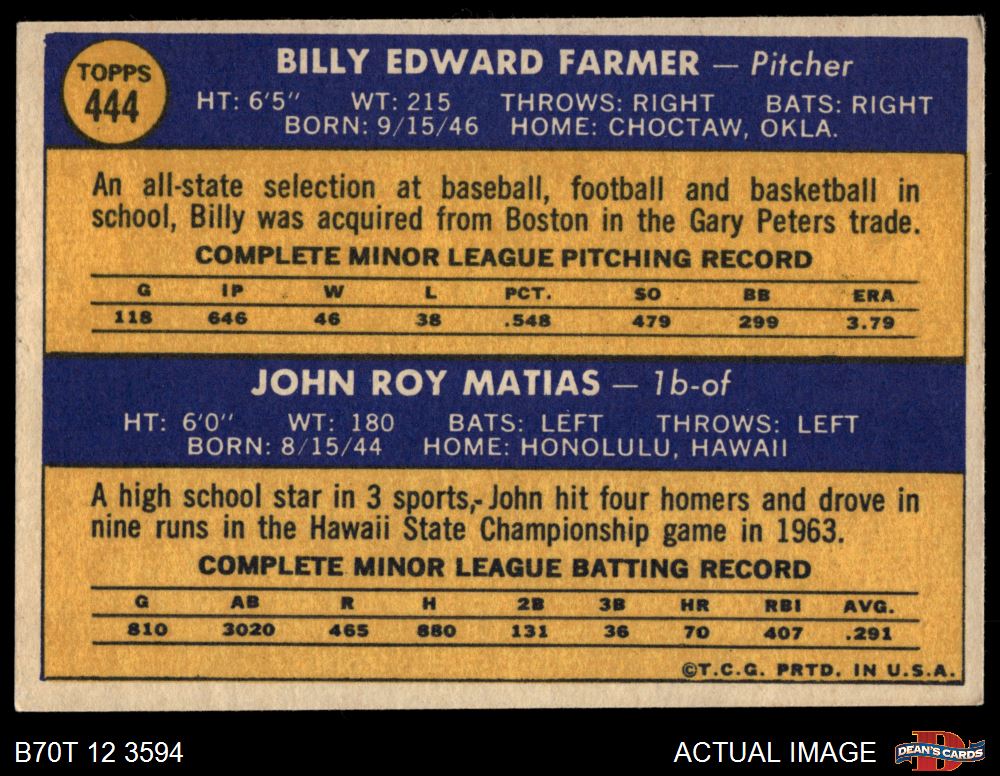 TOPPS
444
BILLY EDWARD FARMER — Pitcher
HT: 6'5" WT: 215 THROWS: RIGHT BATS: RIGHT
BORN: 9/15/46 HOME: CHOCTAW, OKLA.
An all-state selection at baseball, football and basketball in
school, Billy was acquired from Boston in the Gary Peters trade.
COMPLETE MINOR LEAGUE PITCHING RECORD
G IP W L PCT. SO BB ERA
118 646 46 38 .548 479 299 3.79
JOHN ROY MATIAS — 1b-of
HT: 6'0" WT: 180 BATS: LEFT THROWS: LEFT
BORN: 8/15/44 HOME: HONOLULU, HAWAII
A high school star in 3 sports,- John hit four homers and drove in
nine runs in the Hawaii State Championship game in 1963.
COMPLETE MINOR LEAGUE BATTING RECORD
G AB R H 2B 3B HR RBI AVG.
810 3020 465 880 131 36 70 407 .291
©T.C.G. PRTD. IN U.S.A.
B70T 12 3594 ACTUAL IMAGE
D
DEAN'S CARDS